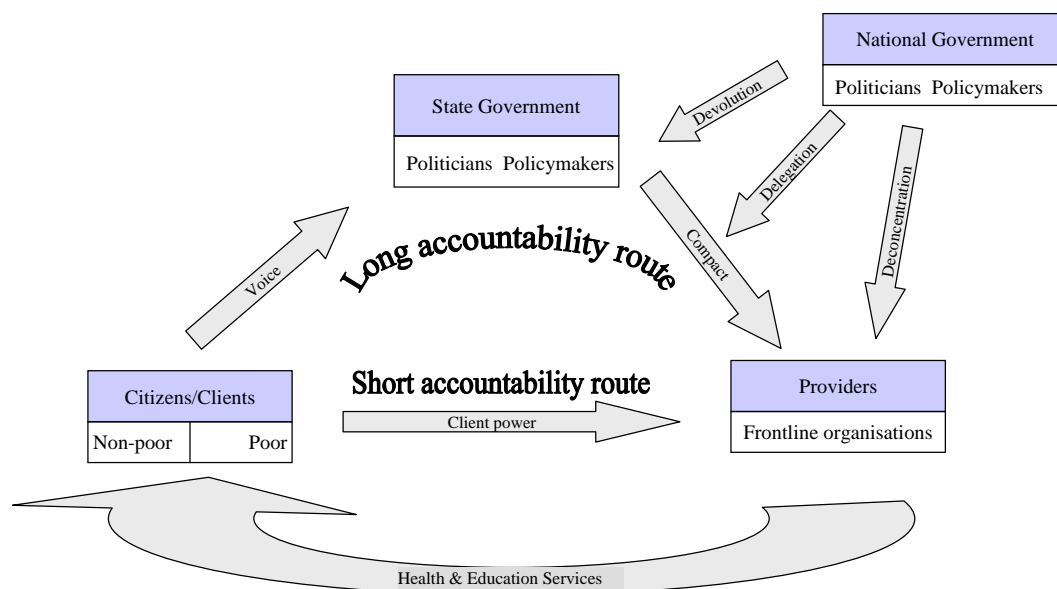 National Government
Politicians Policymakers
State Government
Politicians Policymakers
Devolution
Delegation
Deconcentration
Compact
Voice
Long accountability route
Short accountability route
Client power
Citizens/Clients
Non-poor Poor
Providers
Frontline organisations
Health & Education Services